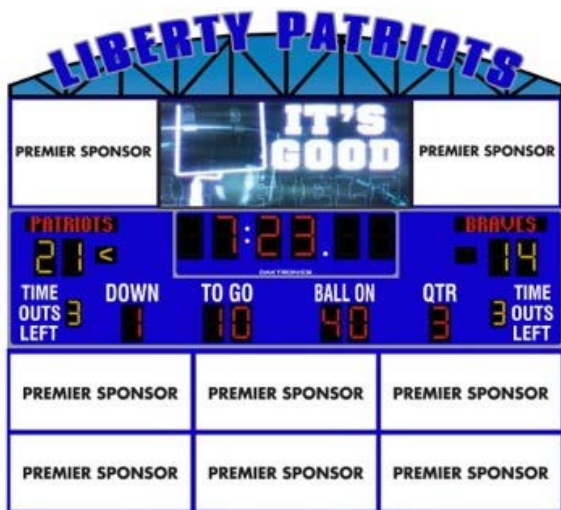 LIBERTY PATRIOTS
PREMIER SPONSOR
IT'S
GOOD
PREMIER SPONSOR
PATRIOTS
7:23.
BRAVES
21 <
14
DAKTRONICS
TIME
OUTS
LEFT
3
DOWN
1
TO GO
10
BALL ON
40
QTR
3
3
TIME
OUTS
LEFT
PREMIER SPONSOR PREMIER SPONSOR PREMIER SPONSOR
PREMIER SPONSOR PREMIER SPONSOR PREMIER SPONSOR